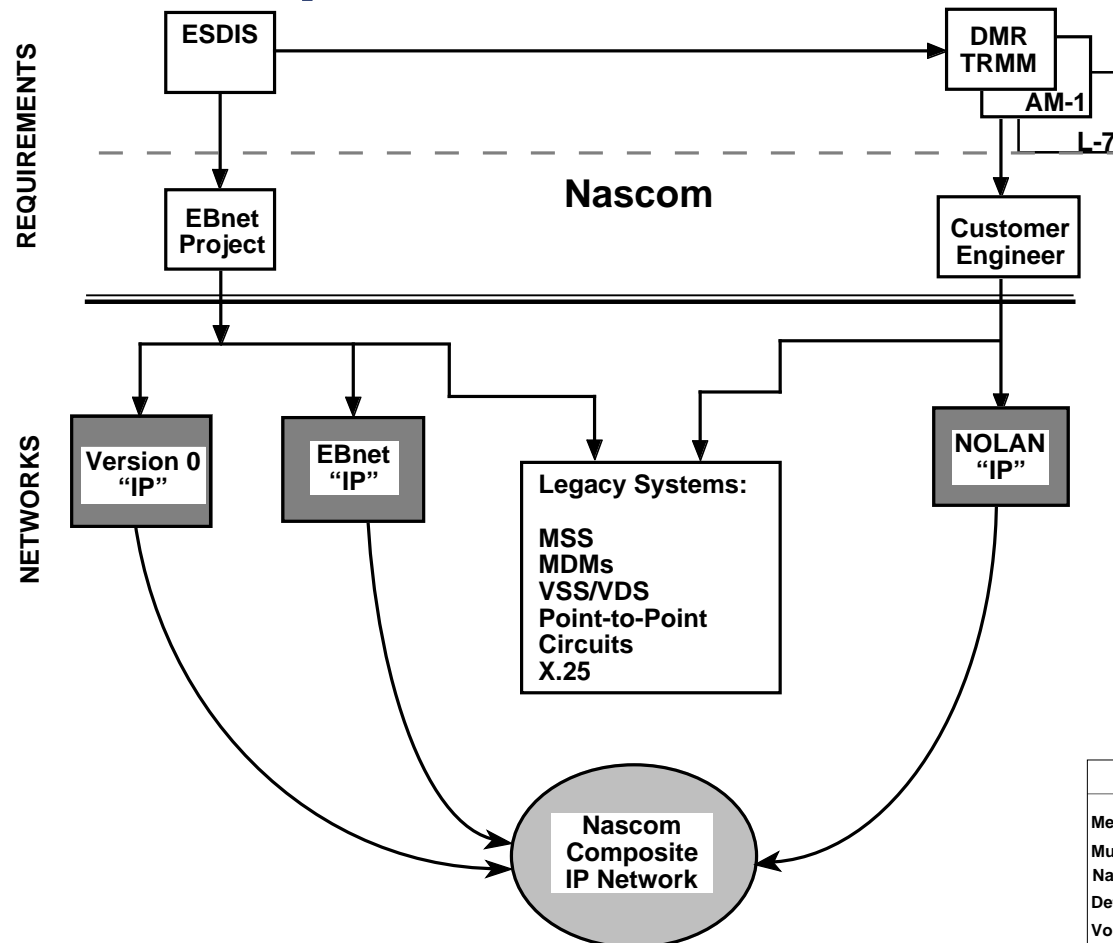 REQUIREMENTS
ESDIS
DMR
TRMM
AM-1
L-7
Nascom
EBnet
Project
Customer
Engineer
NETWORKS
Version 0
“IP”
EBnet
“IP”
NOLAN
“IP”
Legacy Systems:
MSS
MDMs
VSS/VDS
Point-to-Point
Circuits
X.25
Nascom
Composite
IP Network